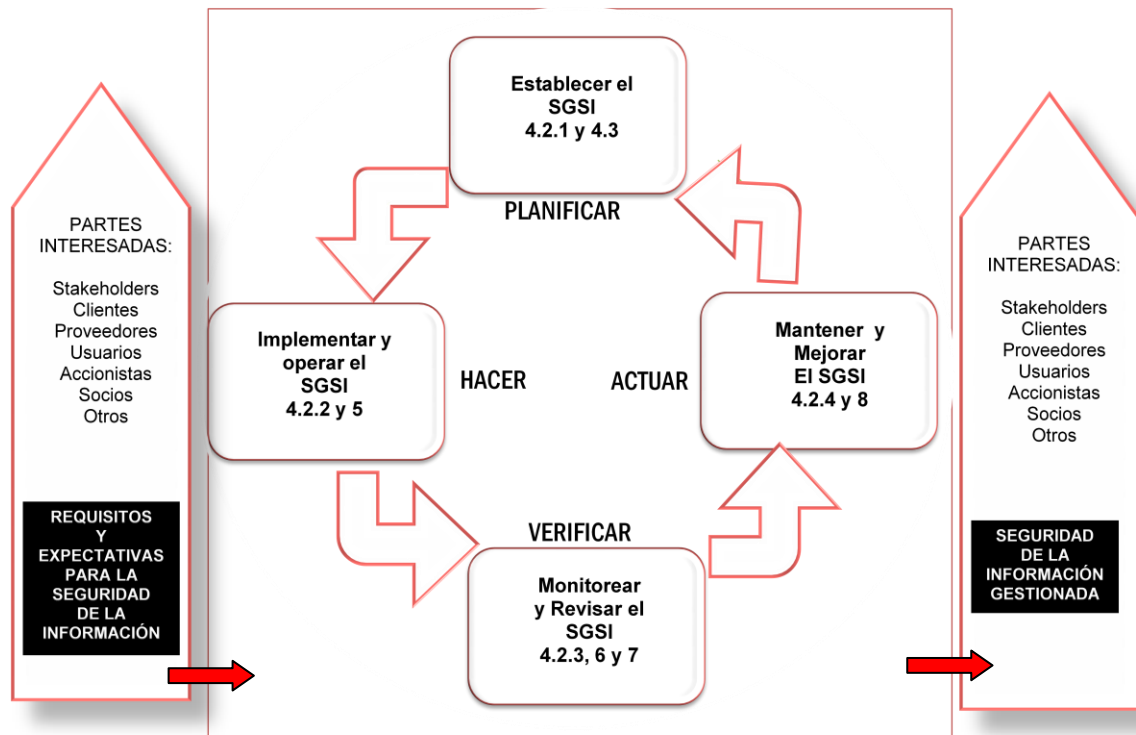 Establecer el
SGSI
4.2.1 y 4.3
PLANIFICAR
PARTES
INTERESADAS:
Stakeholders
Clientes
Proveedores
Usuarios
Accionistas
Socios
Otros
REQUISITOS
Y
EXPECTATIVAS
PARA LA
SEGURIDAD
DE LA
INFORMACIÓN
Implementar y
operar el
SGSI
4.2.2 y 5
HACER
ACTUAR
Mantener y
Mejorar
El SGSI
4.2.4 y 8
VERIFICAR
Monitorear
y Revisar el
SGSI
4.2.3, 6 y 7
PARTES
INTERESADAS:
Stakeholders
Clientes
Proveedores
Usuarios
Accionistas
Socios
Otros
SEGURIDAD
DE LA
INFORMACIÓN
GESTIONADA